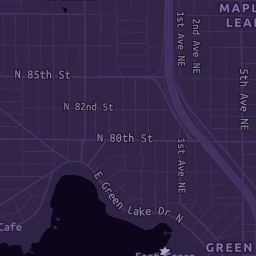 MAPL
LEA
1st Ave NE
2nd Ave NE
5th Ave NE
N 85th St
N 82nd St
N 80th St
1st Ave NE
E Green Lake Dr N
Cafe
GREEN